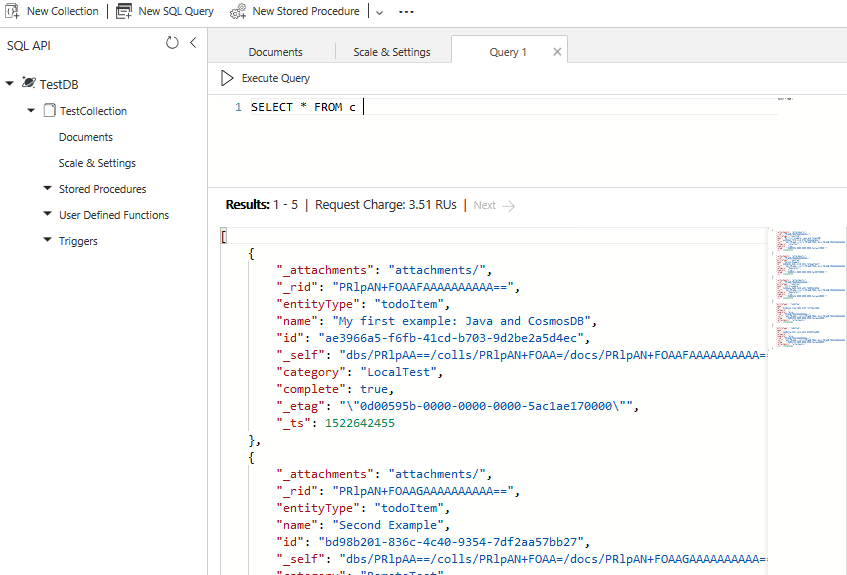 New Collection New SQL Query New Stored Procedure
SQL API
Documents Scale & Settings Query 1
TestDB
TestCollection
Documents
Scale & Settings
Stored Procedures
User Defined Functions
Triggers
Execute Query
1 SELECT * FROM c
Results: 1 - 5 | Request Charge: 3.51 RUs | Next
[
{
"_attachments": "attachments/",
"_rid": "PRlpAN+FOAAFAAAAAAAAAA==",
"entityType": "todoItem",
"name": "My first example: Java and CosmosDB",
"id": "ae3966a5-f6fb-41cd-b703-9d2be2a5d4ec",
"_self": "dbs/PRlpAA==/colls/PRlpAN+FOAA=/docs/PRlpAN+FOAAFAAAAAAAAAA==
"category": "LocalTest",
"complete": true,
"_etag": "\"0d00595b-0000-0000-0000-5ac1ae170000\"",
"_ts": 1522642455
},
{
"_attachments": "attachments/",
"_rid": "PRlpAN+FOAAGAAAAAAAAAA==",
"entityType": "todoItem",
"name": "Second Example",
"id": "bd98b201-836c-4c40-9354-7df2aa57bb27",
"_self": "dbs/PRlpAA==/colls/PRlpAN+FOAA=/docs/PRlpAN+FOAAGAAAAAAAAAA==
"category": "RemoteTest",